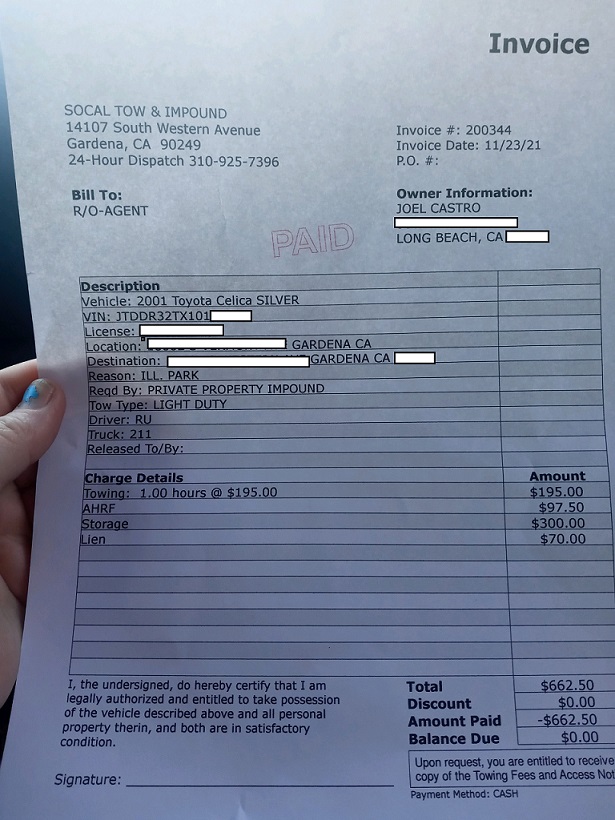 Invoice
SOCAL TOW & IMPOUND
14107 South Western Avenue
Gardena, CA 90249
24-Hour Dispatch 310-925-7396
Invoice #: 200344
Invoice Date: 11/23/21
P.O. #:
Bill To:
R/O-AGENT
Owner Information:
JOEL CASTRO
LONG BEACH, CA
PAID
Description
Vehicle: 2001 Toyota Celica SILVER
VIN: JTDDR32TX101
License:
Location: GARDENA CA
Destination: GARDENA CA
Reason: ILL. PARK
Reqd By: PRIVATE PROPERTY IMPOUND
Tow Type: LIGHT DUTY
Driver: RU
Truck: 211
Released To/By:
Charge Details Amount
Towing: 1.00 hours @ $195.00 $195.00
AHRF $97.50
Storage $300.00
Lien $70.00
I, the undersigned, do hereby certify that I am
legally authorized and entitled to take possession
of the vehicle described above and all personal
property therin, and both are in satisfactory
condition.
Signature:
Total $662.50
Discount $0.00
Amount Paid -$662.50
Balance Due $0.00
Upon request, you are entitled to receive
copy of the Towing Fees and Access Not
Payment Method: CASH